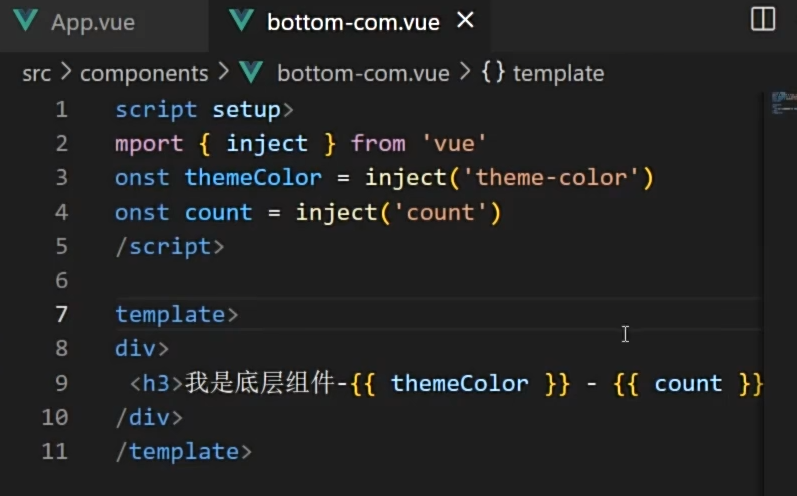 App.vue
bottom-com.vue
src > components > bottom-com.vue > {} template
1 script setup>
2 mport { inject } from 'vue'
3 onst themeColor = inject('theme-color')
4 onst count = inject('count')
5 /script>
6
7 template>
8 div>
9 <h3>我是底层组件-{{ themeColor }} - {{ count }}
10 /div>
11 /template>